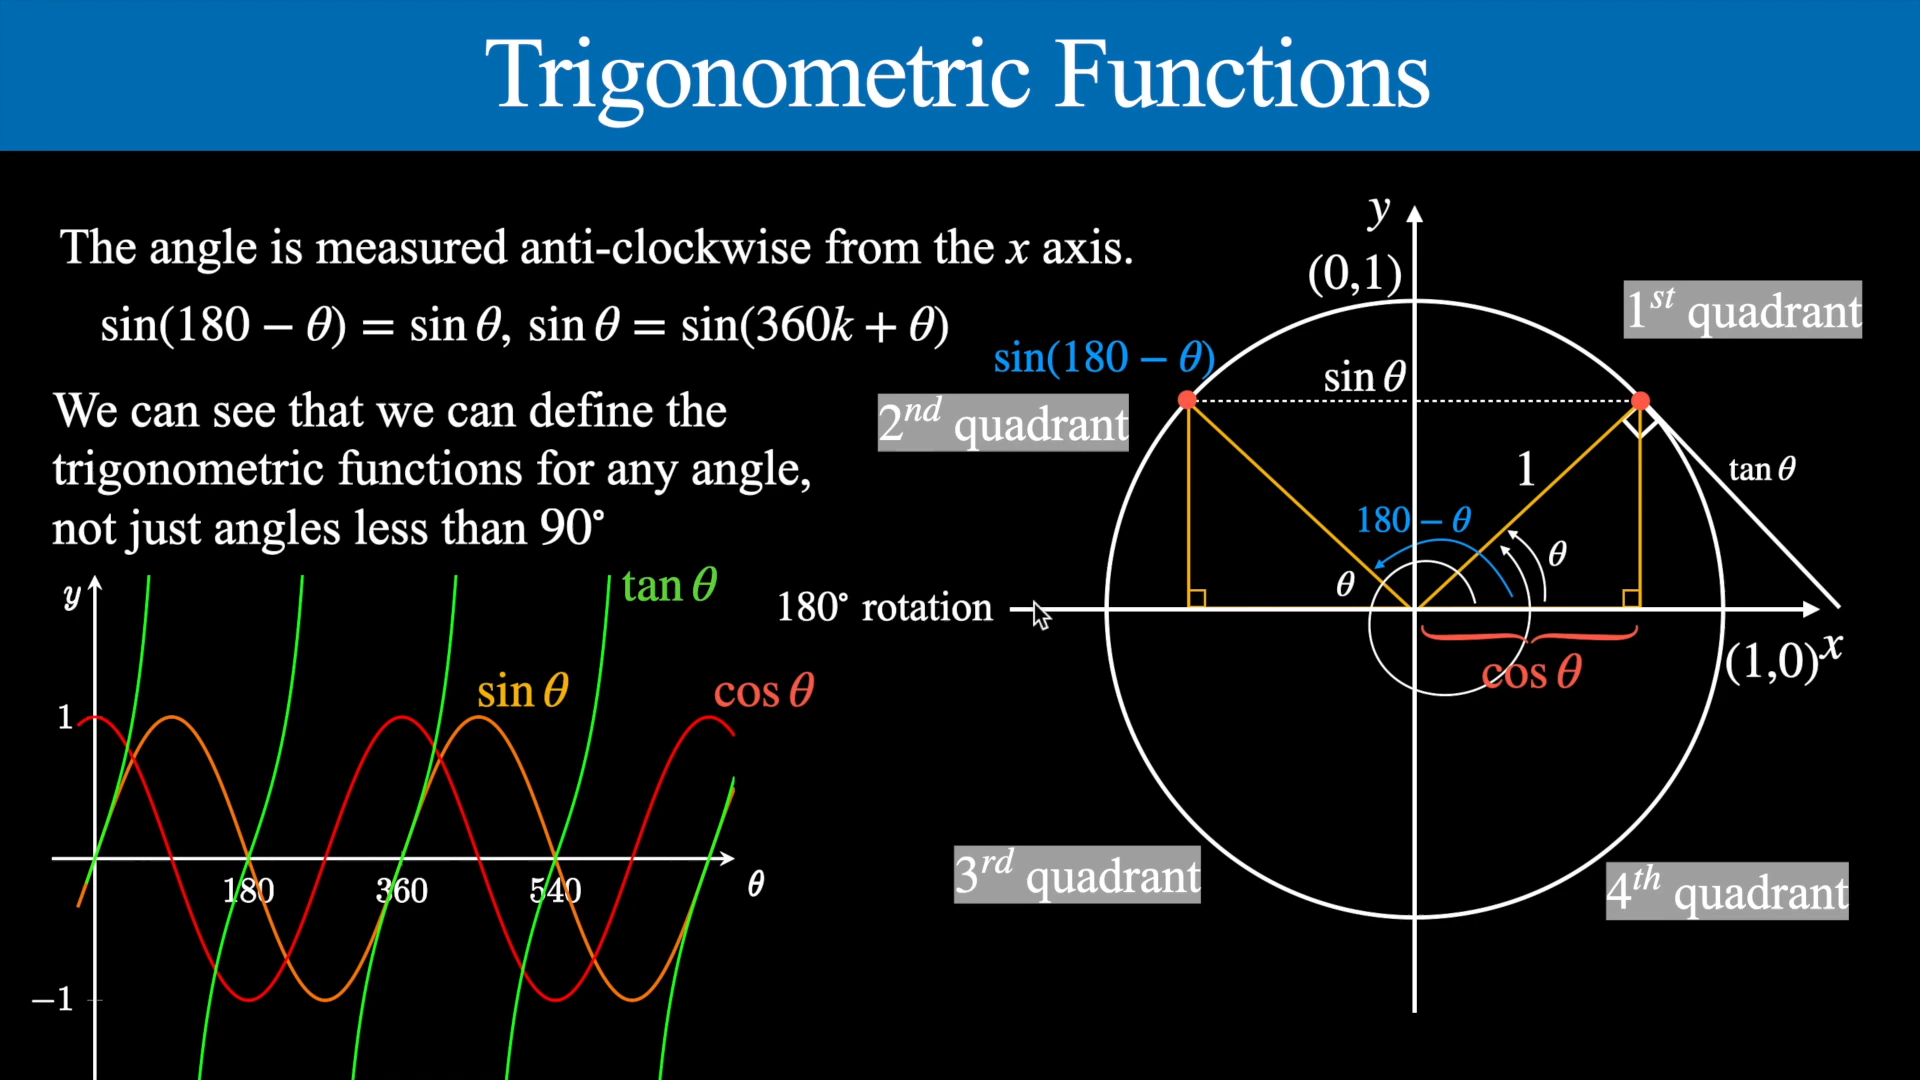 Trigonometric Functions
The angle is measured anti-clockwise from the x axis.
sin(180 − θ) = sin θ, sin θ = sin(360k + θ)
We can see that we can define the
trigonometric functions for any angle,
not just angles less than 90°
y
tan θ
sin θ
cos θ
1
180
360
540
θ
−1
y
(0,1)
1st quadrant
sin(180 − θ)
sin θ
2nd quadrant
1
tan θ
180 − θ
θ
θ
180° rotation
cos θ
(1,0)
x
3rd quadrant
4th quadrant